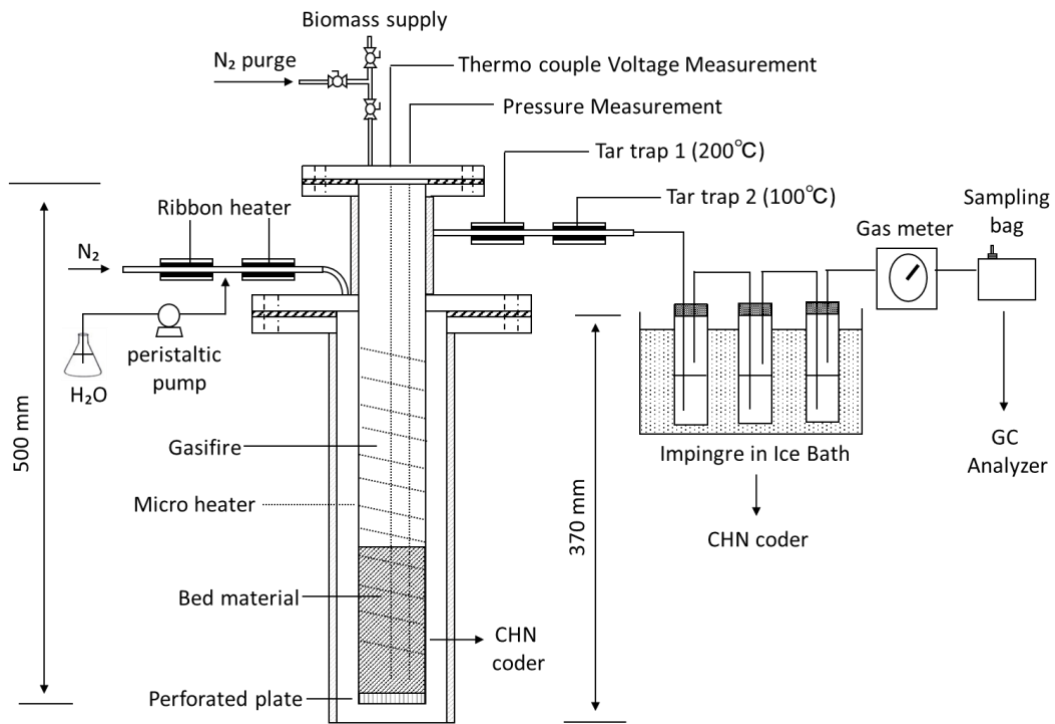 Biomass supply
N₂ purge
Thermo couple Voltage Measurement
Pressure Measurement
Tar trap 1 (200℃)
Tar trap 2 (100℃)
Ribbon heater
N₂
Gas meter
Sampling
bag
peristaltic
pump
H₂O
500 mm
Gasifire
Micro heater
Bed material
Perforated plate
CHN
coder
370 mm
Impingre in Ice Bath
CHN coder
GC
Analyzer